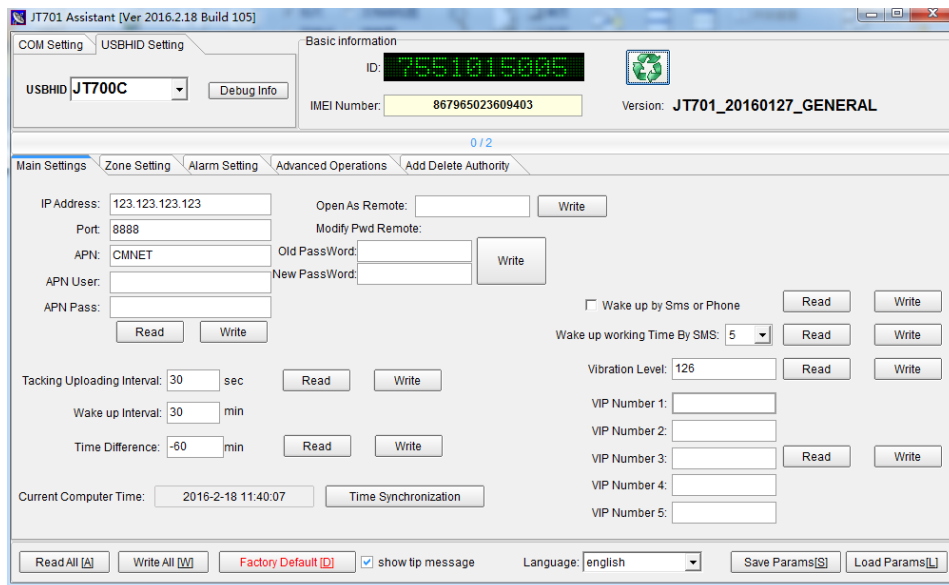 JT701 Assistant [Ver 2016.2.18 Build 105]
COM Setting USBHID Setting
USBHID JT700C Debug Info
Basic information
ID: 7551015005
IMEI Number: 867965023609403 Version: JT701_20160127_GENERAL
0 / 2
Main Settings Zone Setting Alarm Setting Advanced Operations Add Delete Authority
IP Address: 123.123.123.123 Open As Remote: Write
Port: 8888 Modify Pwd Remote:
APN: CMNET Old PassWord: Write
APN User: New PassWord:
APN Pass: Wake up by Sms or Phone Read Write
Read Write Wake up working Time By SMS: 5 Read Write
Tacking Uploading Interval: 30 sec Read Write Vibration Level: 126 Read Write
Wake up Interval: 30 min VIP Number 1:
VIP Number 2:
Time Difference: -60 min Read Write VIP Number 3: Read Write
VIP Number 4:
Current Computer Time: 2016-2-18 11:40:07 Time Synchronization VIP Number 5:
Read All [A] Write All [W] Factory Default [D] show tip message Language: english Save Params[S] Load Params[L]